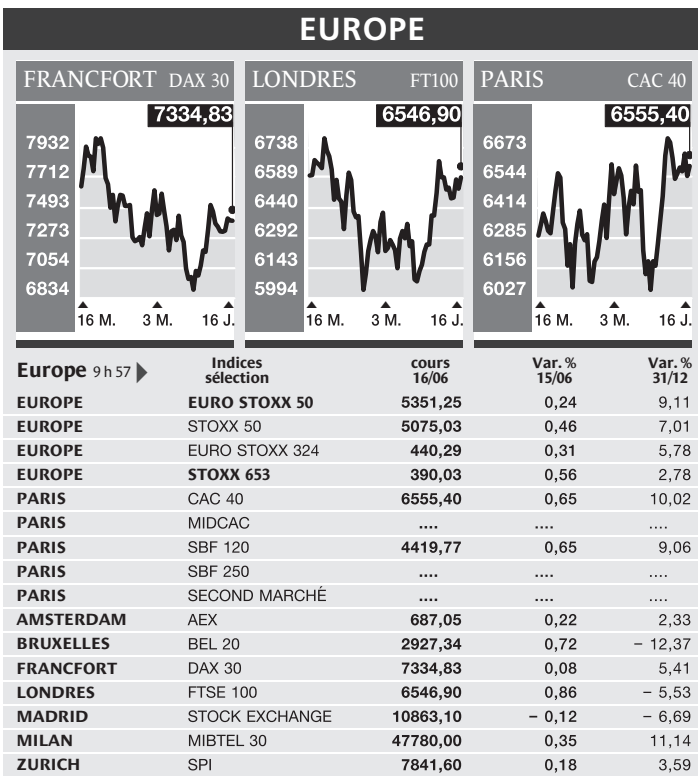 EUROPE
FRANCFORT DAX 30
7334,83
7932
7712
7493
7273
7054
6834
16 M. 3 M. 16 J.
LONDRES FT100
6546,90
6738
6589
6440
6292
6143
5994
16 M. 3 M. 16 J.
PARIS CAC 40
6555,40
6673
6544
6414
6285
6156
6027
16 M. 3 M. 16 J.
Europe 9 h 57 Indices sélection cours 16/06 Var. % 15/06 Var. % 31/12
EUROPE EURO STOXX 50 5351,25 0,24 9,11
EUROPE STOXX 50 5075,03 0,46 7,01
EUROPE EURO STOXX 324 440,29 0,31 5,78
EUROPE STOXX 653 390,03 0,56 2,78
PARIS CAC 40 6555,40 0,65 10,02
PARIS MIDCAC .... .... ....
PARIS SBF 120 4419,77 0,65 9,06
PARIS SBF 250 .... .... ....
PARIS SECOND MARCHÉ .... .... ....
AMSTERDAM AEX 687,05 0,22 2,33
BRUXELLES BEL 20 2927,34 0,72 – 12,37
FRANCFORT DAX 30 7334,83 0,08 5,41
LONDRES FTSE 100 6546,90 0,86 – 5,53
MADRID STOCK EXCHANGE 10863,10 – 0,12 – 6,69
MILAN MIBTEL 30 47780,00 0,35 11,14
ZURICH SPI 7841,60 0,18 3,59